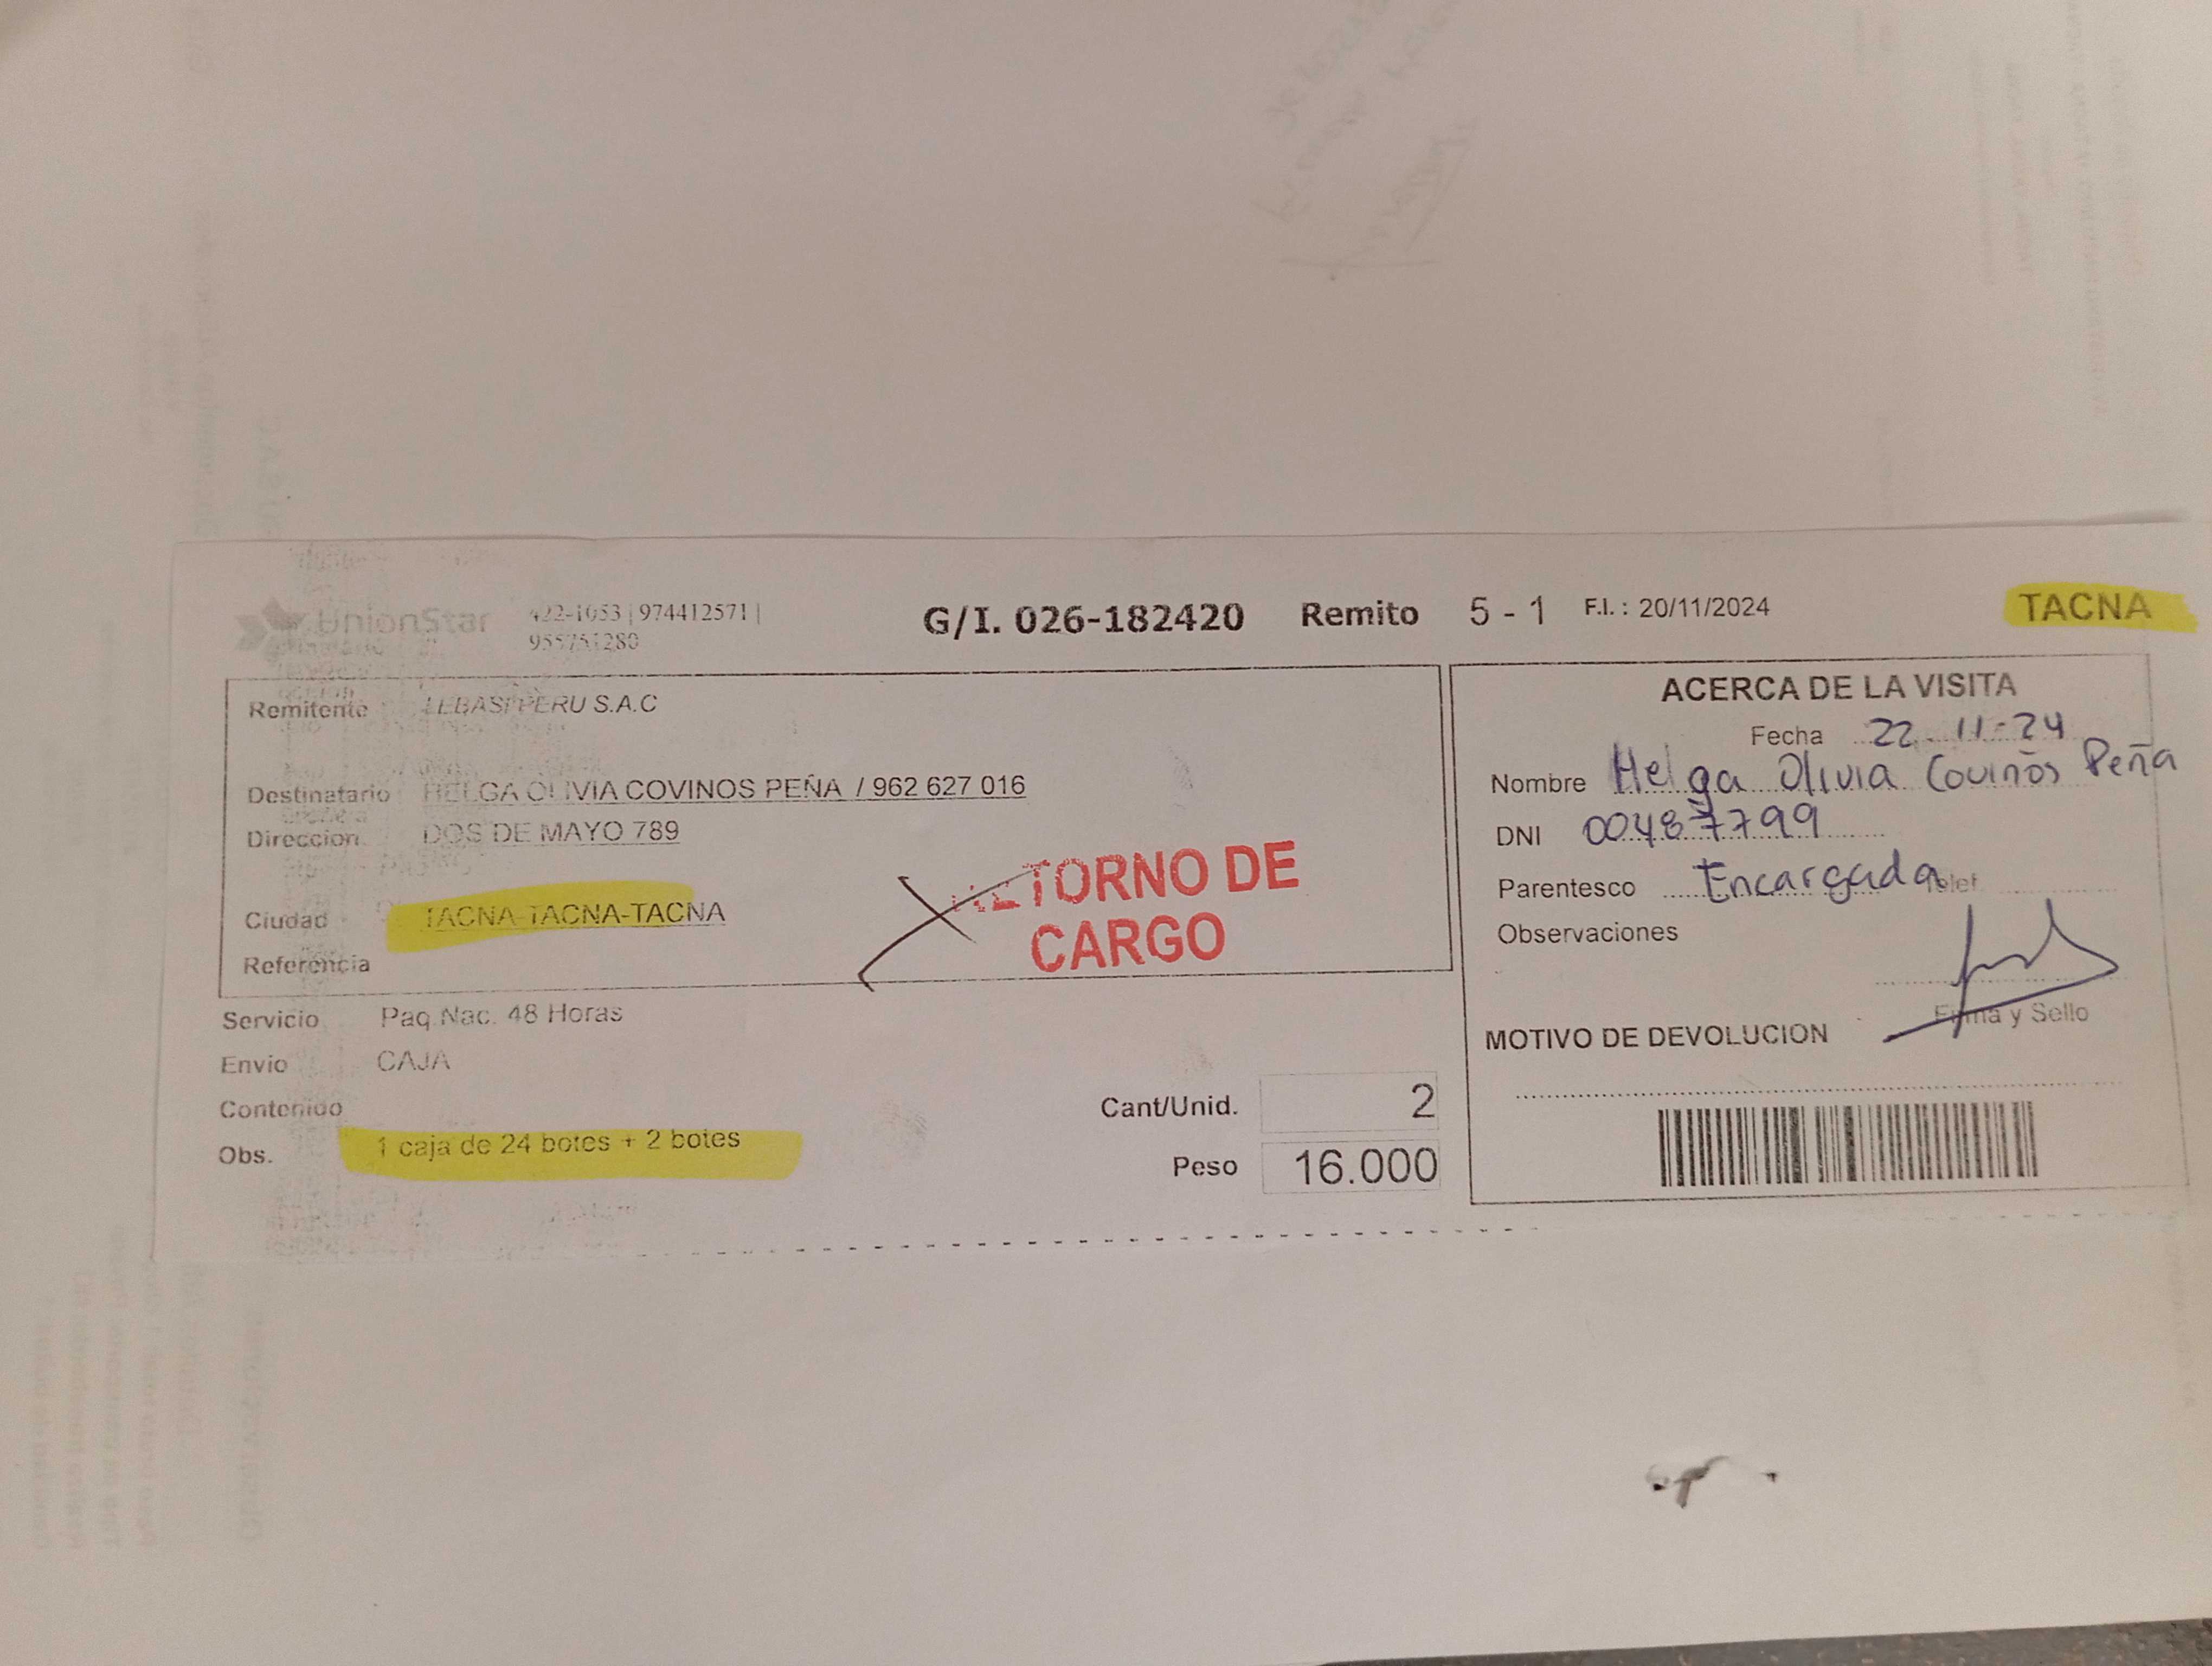 UnionStar
422-1053 | 974412571 |
955751280
G/I. 026-182420 Remito 5 - 1 F.I. : 20/11/2024
TACNA
Remitente LEBASI PERU S.A.C
Destinatario HELGA OLIVIA COVINOS PEÑA / 962 627 016
Direccion DOS DE MAYO 789
Ciudad TACNA-TACNA-TACNA
Referencia
RETORNO DE
CARGO
Servicio Paq.Nac. 48 Horas
Envio CAJA
Contenido
Obs. 1 caja de 24 botes + 2 botes
Cant/Unid. 2
Peso 16.000
ACERCA DE LA VISITA
Fecha 22-11-24
Nombre Helga Olivia Coviños Peña
DNI 00487799
Parentesco Encargada Telef
Observaciones
Firma y Sello
MOTIVO DE DEVOLUCION